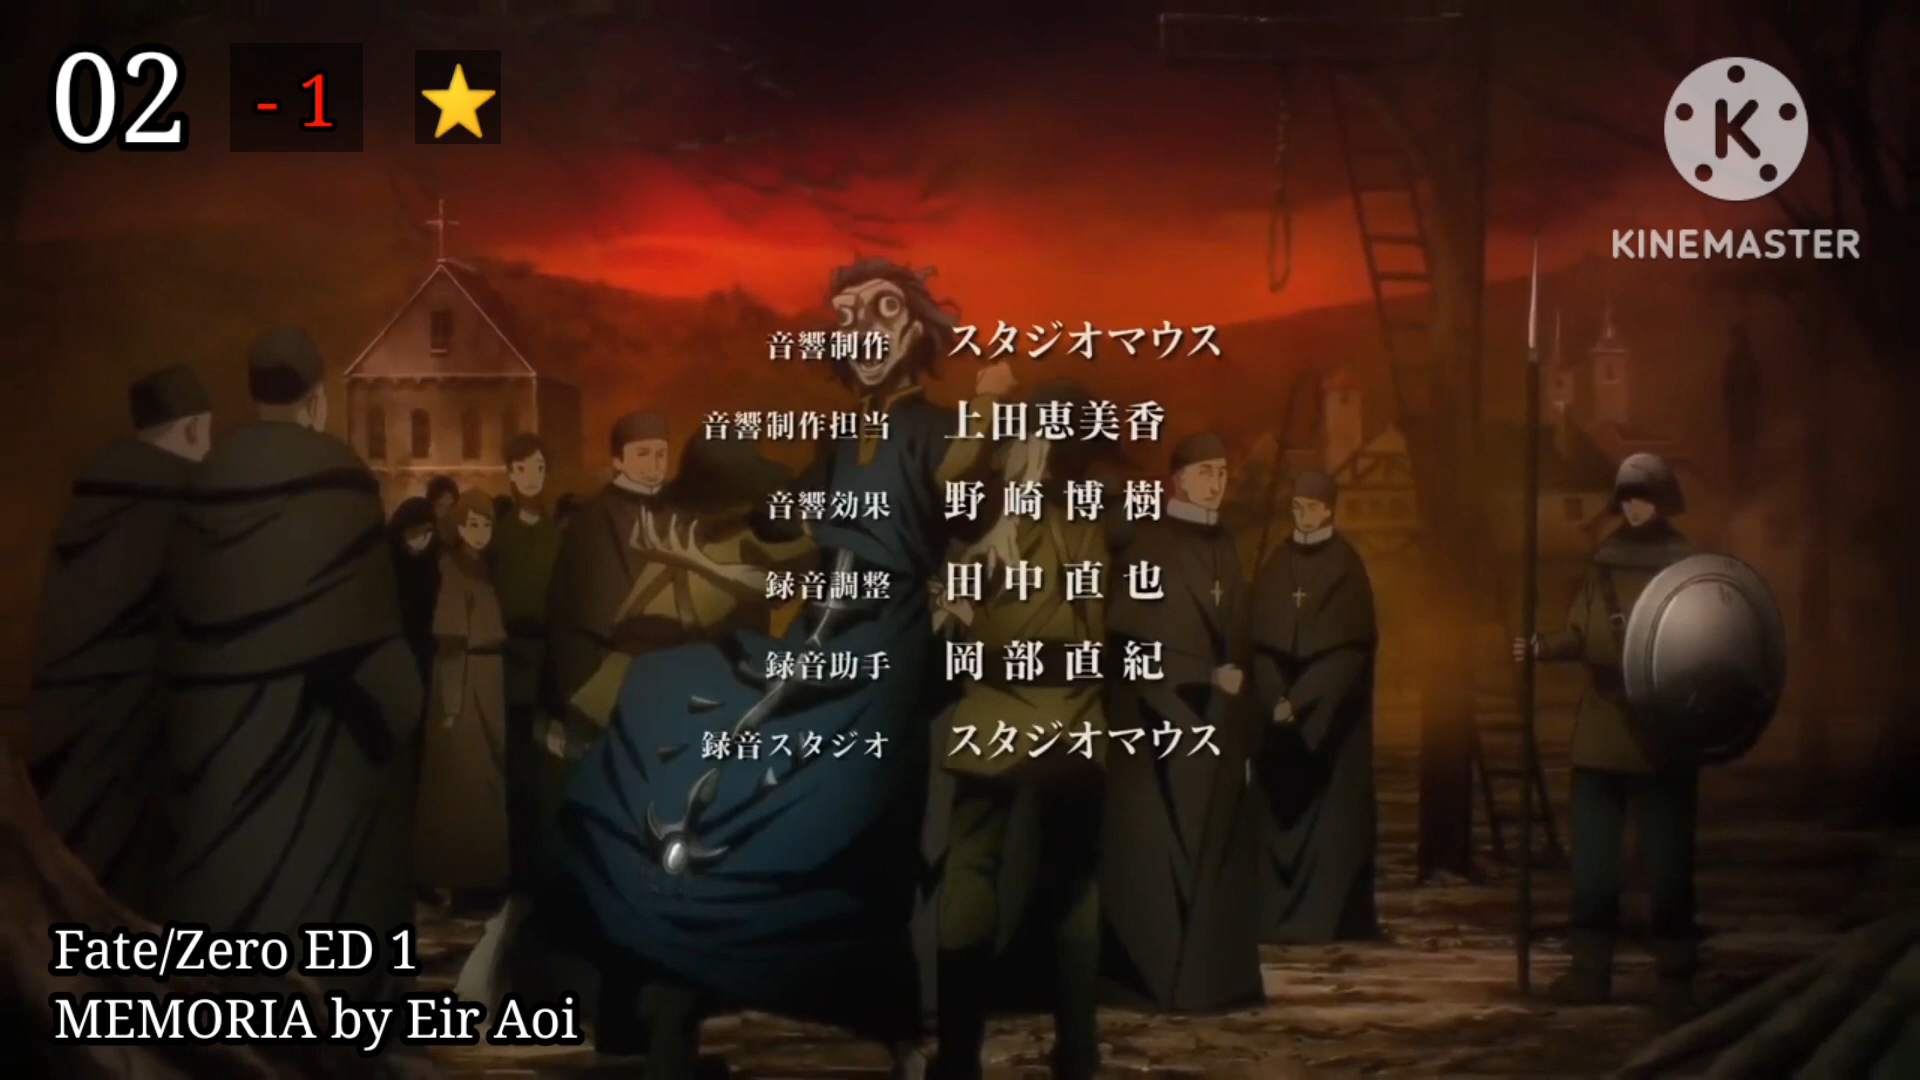 02 - 1
K
KINEMASTER
音響制作 スタジオマウス
音響制作担当 上田恵美香
音響効果 野崎博樹
録音調整 田中直也
録音助手 岡部直紀
録音スタジオ スタジオマウス
Fate/Zero ED 1
MEMORIA by Eir Aoi